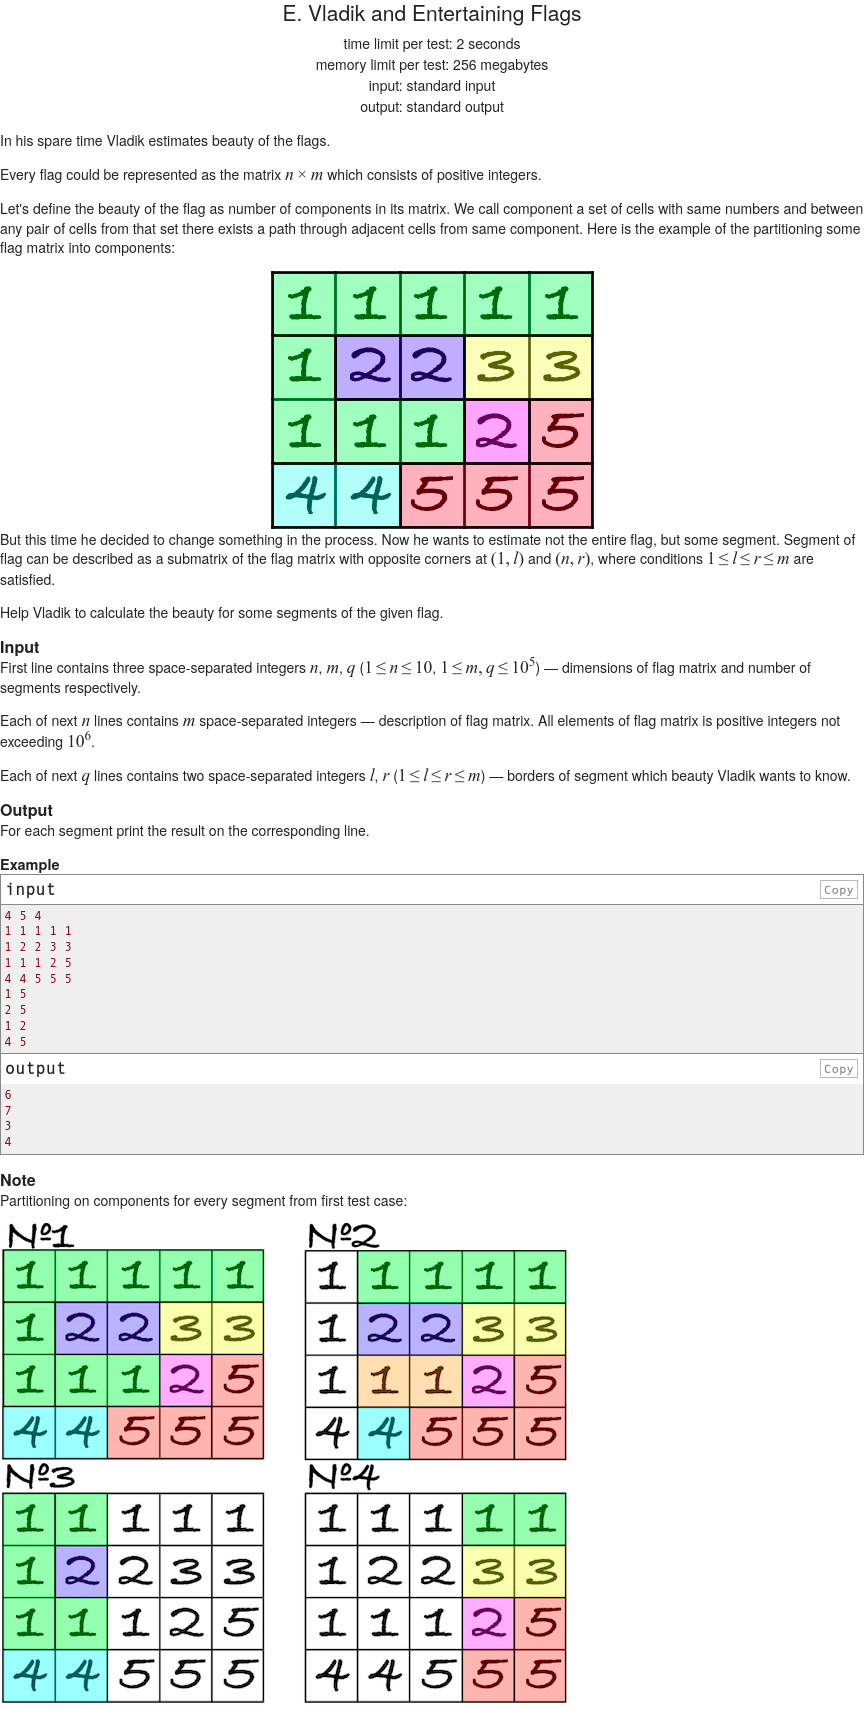 E. Vladik and Entertaining Flags
time limit per test: 2 seconds
memory limit per test: 256 megabytes
input: standard input
output: standard output
In his spare time Vladik estimates beauty of the flags.
Every flag could be represented as the matrix n × m which consists of positive integers.
Let's define the beauty of the flag as number of components in its matrix. We call component a set of cells with same numbers and between
any pair of cells from that set there exists a path through adjacent cells from same component. Here is the example of the partitioning some
flag matrix into components:
1 1 1 1 1
1 2 2 3 3
1 1 1 2 5
4 4 5 5 5
But this time he decided to change something in the process. Now he wants to estimate not the entire flag, but some segment. Segment of
flag can be described as a submatrix of the flag matrix with opposite corners at (1, l) and (n, r), where conditions 1 ≤ l ≤ r ≤ m are
satisfied.
Help Vladik to calculate the beauty for some segments of the given flag.
Input
First line contains three space-separated integers n, m, q (1 ≤ n ≤ 10, 1 ≤ m, q ≤ 10^5) — dimensions of flag matrix and number of
segments respectively.
Each of next n lines contains m space-separated integers — description of flag matrix. All elements of flag matrix is positive integers not
exceeding 10^6.
Each of next q lines contains two space-separated integers l, r (1 ≤ l ≤ r ≤ m) — borders of segment which beauty Vladik wants to know.
Output
For each segment print the result on the corresponding line.
Example
input Copy
4 5 4
1 1 1 1 1
1 2 2 3 3
1 1 1 2 5
4 4 5 5 5
1 5
2 5
1 2
4 5
output Copy
6
7
3
4
Note
Partitioning on components for every segment from first test case:
№1 №2
1 1 1 1 1 1 1 1 1 1
1 2 2 3 3 1 2 2 3 3
1 1 1 2 5 1 1 1 2 5
4 4 5 5 5 4 4 5 5 5
№3 №4
1 1 1 1 1 1 1 1 1 1
1 2 2 3 3 1 2 2 3 3
1 1 1 2 5 1 1 1 2 5
4 4 5 5 5 4 4 5 5 5